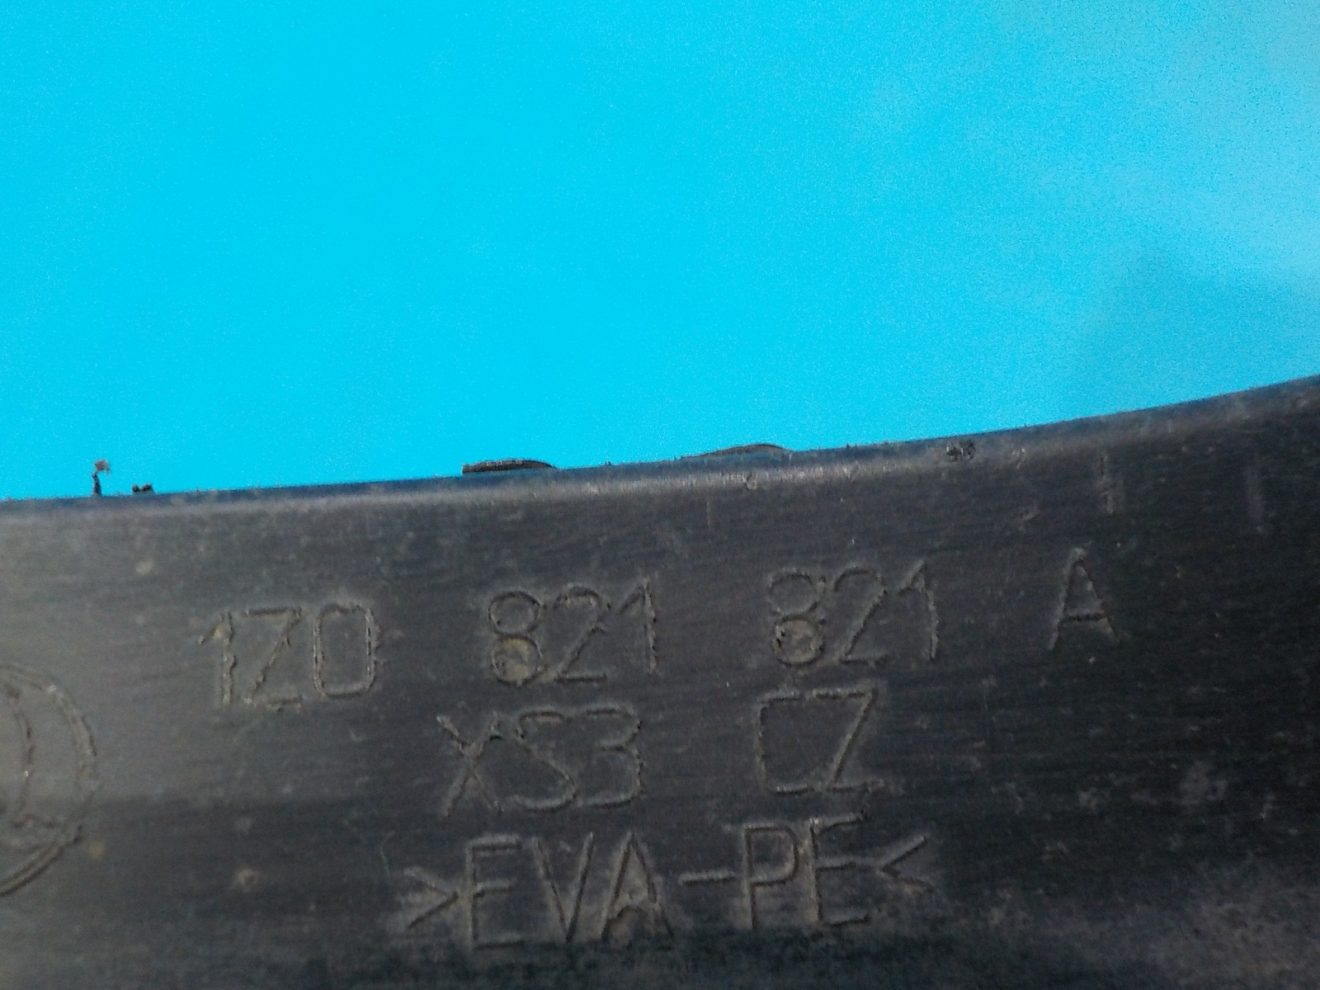 1Z0 821 821 A
XS3 CZ
>EVA-PE<